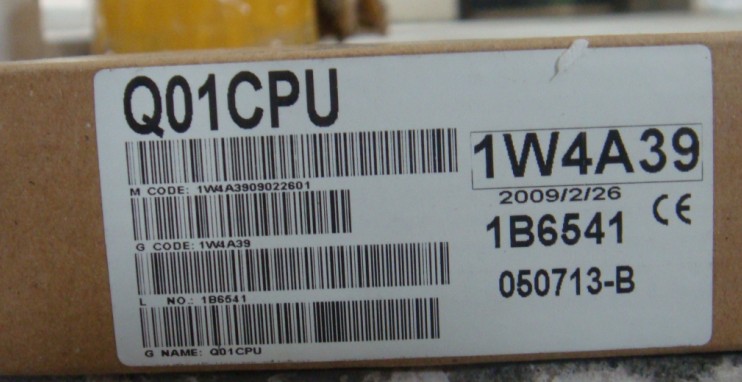 Q01CPU
M CODE: 1W4A3909022601
G CODE: 1W4A39
L NO.: 1B6541
G NAME: Q01CPU
1W4A39
2009/2/26
1B6541 CE
050713-B